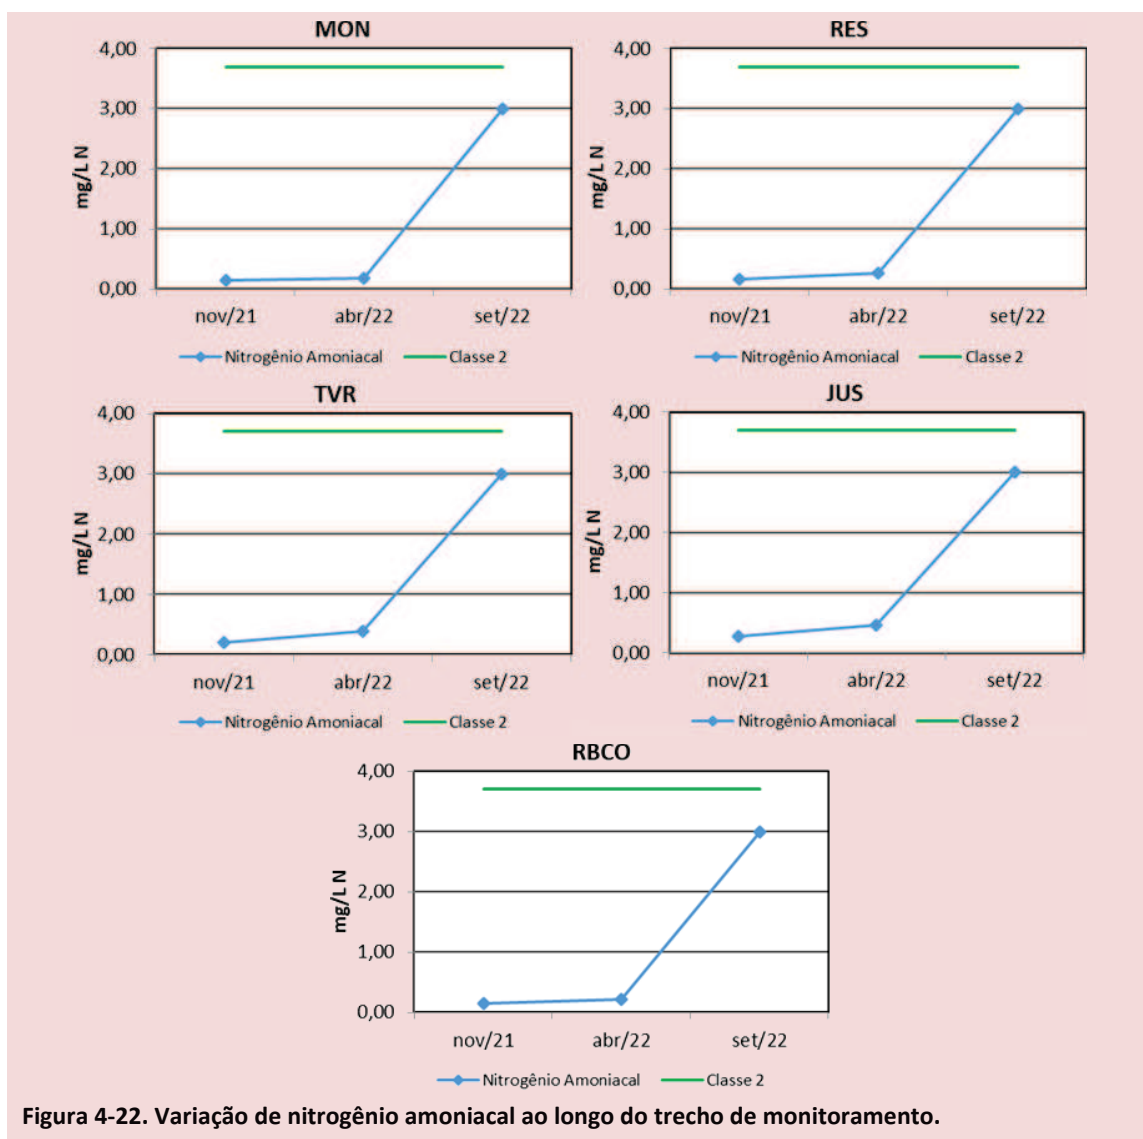 MON
4,00
3,00
2,00
1,00
0,00
mg/L N
nov/21 abr/22 set/22
Nitrogênio Amoniacal Classe 2
RES
4,00
3,00
2,00
1,00
0,00
mg/L N
nov/21 abr/22 set/22
Nitrogênio Amoniacal Classe 2
TVR
4,00
3,00
2,00
1,00
0,00
mg/L N
nov/21 abr/22 set/22
Nitrogênio Amoniacal Classe 2
JUS
4,00
3,00
2,00
1,00
0,00
mg/L N
nov/21 abr/22 set/22
Nitrogênio Amoniacal Classe 2
RBCO
4,00
3,00
2,00
1,00
0,00
mg/L N
nov/21 abr/22 set/22
Nitrogênio Amoniacal Classe 2
Figura 4-22. Variação de nitrogênio amoniacal ao longo do trecho de monitoramento.